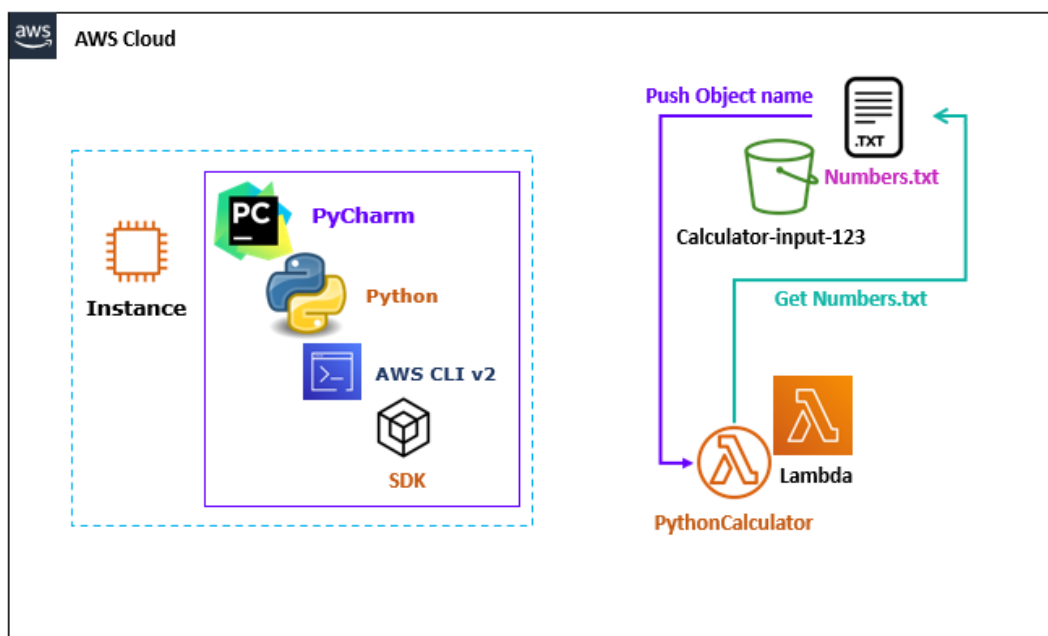 aws
AWS Cloud
Instance
PC
PyCharm
Python
>_
AWS CLI v2
SDK
Push Object name
.TXT
Numbers.txt
Calculator-input-123
Get Numbers.txt
Lambda
PythonCalculator